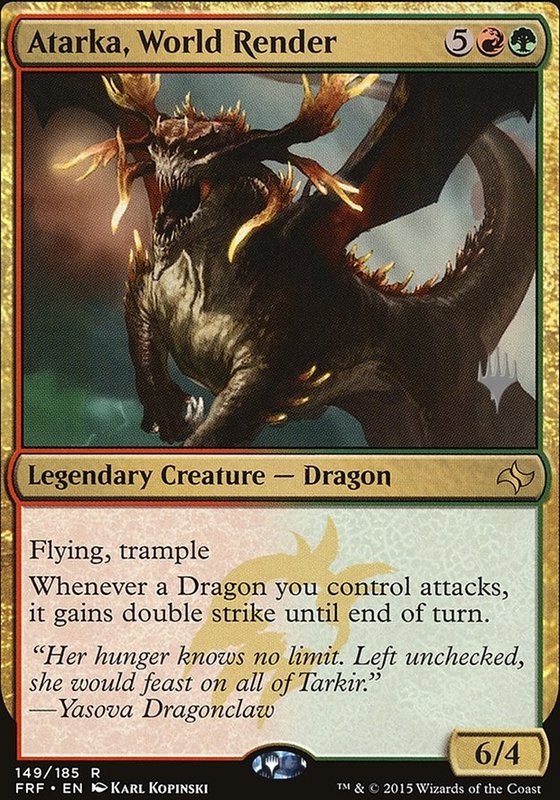 Atarka, World Render 5
Legendary Creature — Dragon
Flying, trample
Whenever a Dragon you control attacks,
it gains double strike until end of turn.
“Her hunger knows no limit. Left unchecked,
she would feast on all of Tarkir.”
—Yasova Dragonclaw
6/4
149/185 R
FRF • EN Karl Kopinski
™ & © 2015 Wizards of the Coast